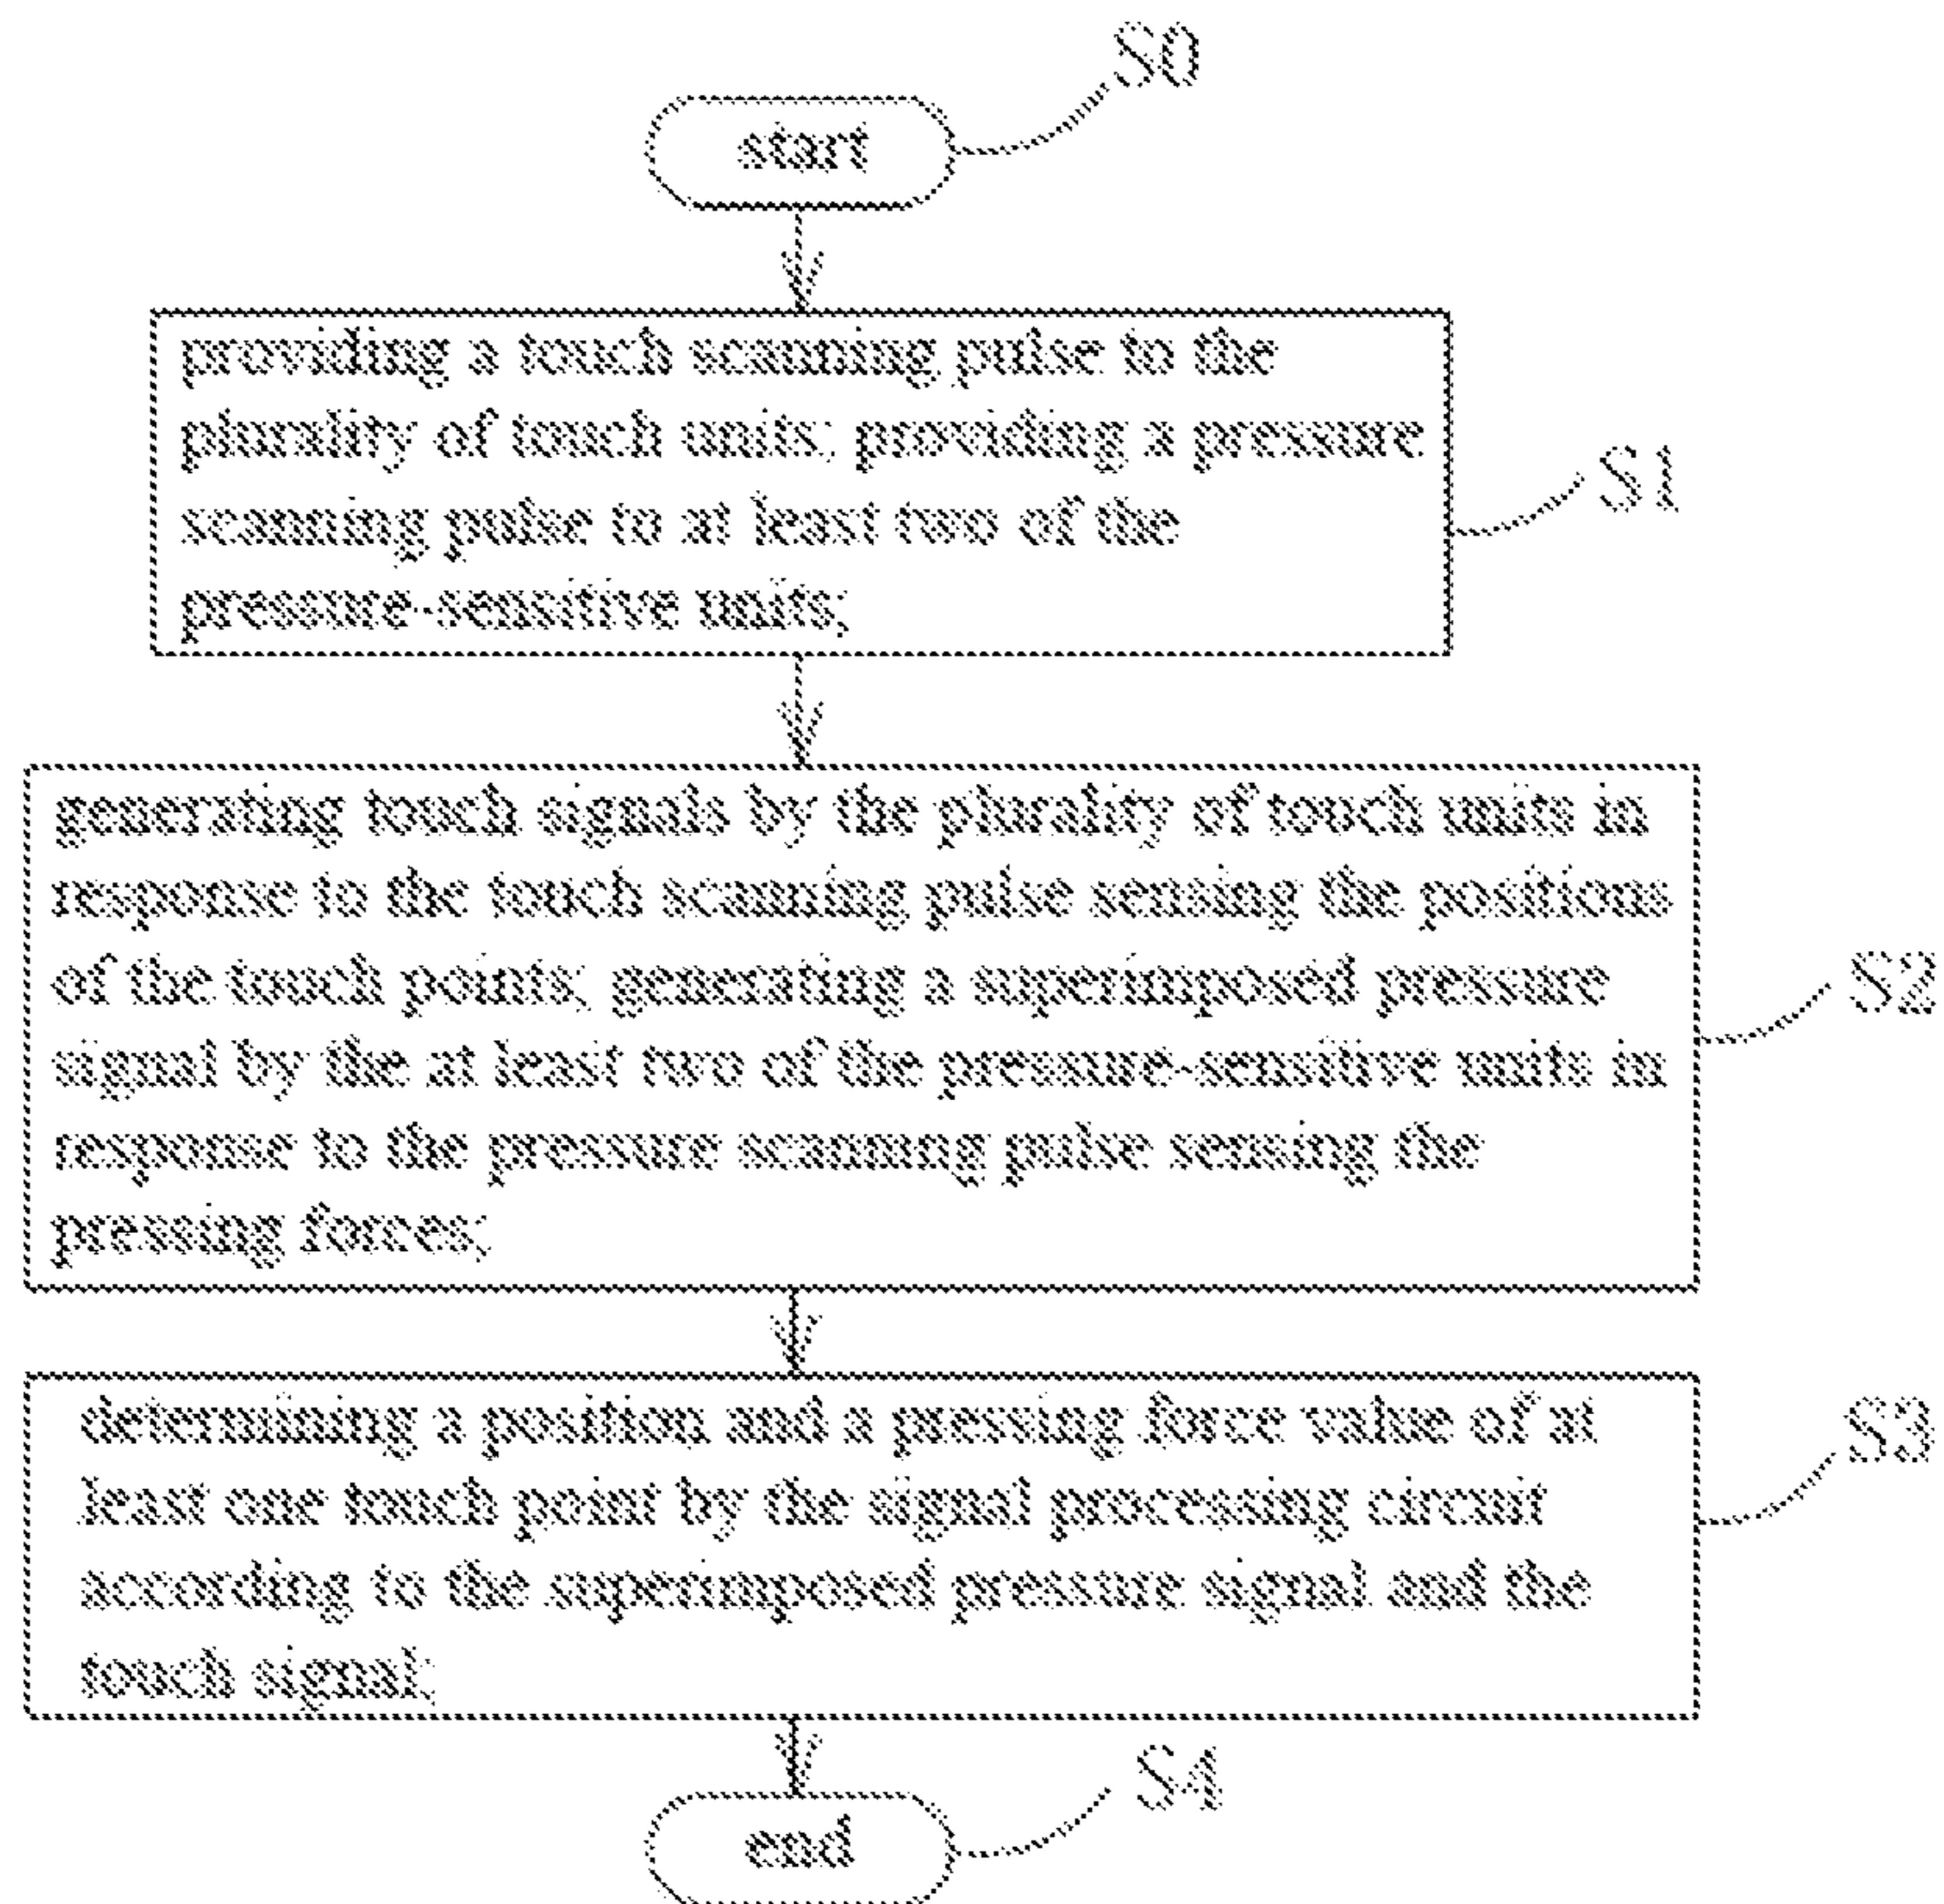 S0
start
providing a touch scanning pulse to the
plurality of touch units; providing a pressure
scanning pulse to at least two of the
pressure-sensitive units;
S1
generating touch signals by the plurality of touch units in
response to the touch scanning pulse sensing the positions
of the touch points; generating a superimposed pressure
signal by the at least two of the pressure-sensitive units in
response to the pressure scanning pulse sensing the
pressing forces;
S2
determining a position and a pressing force value of at
least one touch point by the signal processing circuit
according to the superimposed pressure signal and the
touch signal;
S3
end
S4